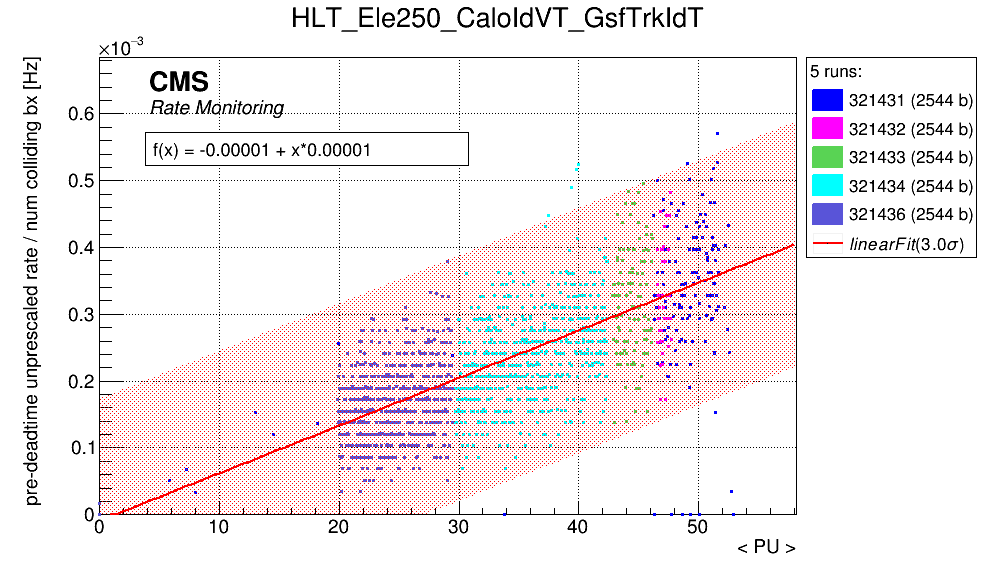 HLT_Ele250_CaloIdVT_GsfTrkIdT
×10⁻³
CMS
Rate Monitoring
f(x) = -0.00001 + x*0.00001
pre-deadtime unprescaled rate / num colliding bx [Hz]
0.6
0.5
0.4
0.3
0.2
0.1
0
0 10 20 30 40 50
< PU >
5 runs:
321431 (2544 b)
321432 (2544 b)
321433 (2544 b)
321434 (2544 b)
321436 (2544 b)
linearFit(3.0σ)